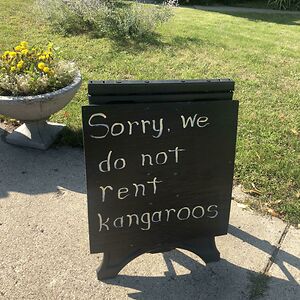 Sorry, we
do not
rent
kangaroos